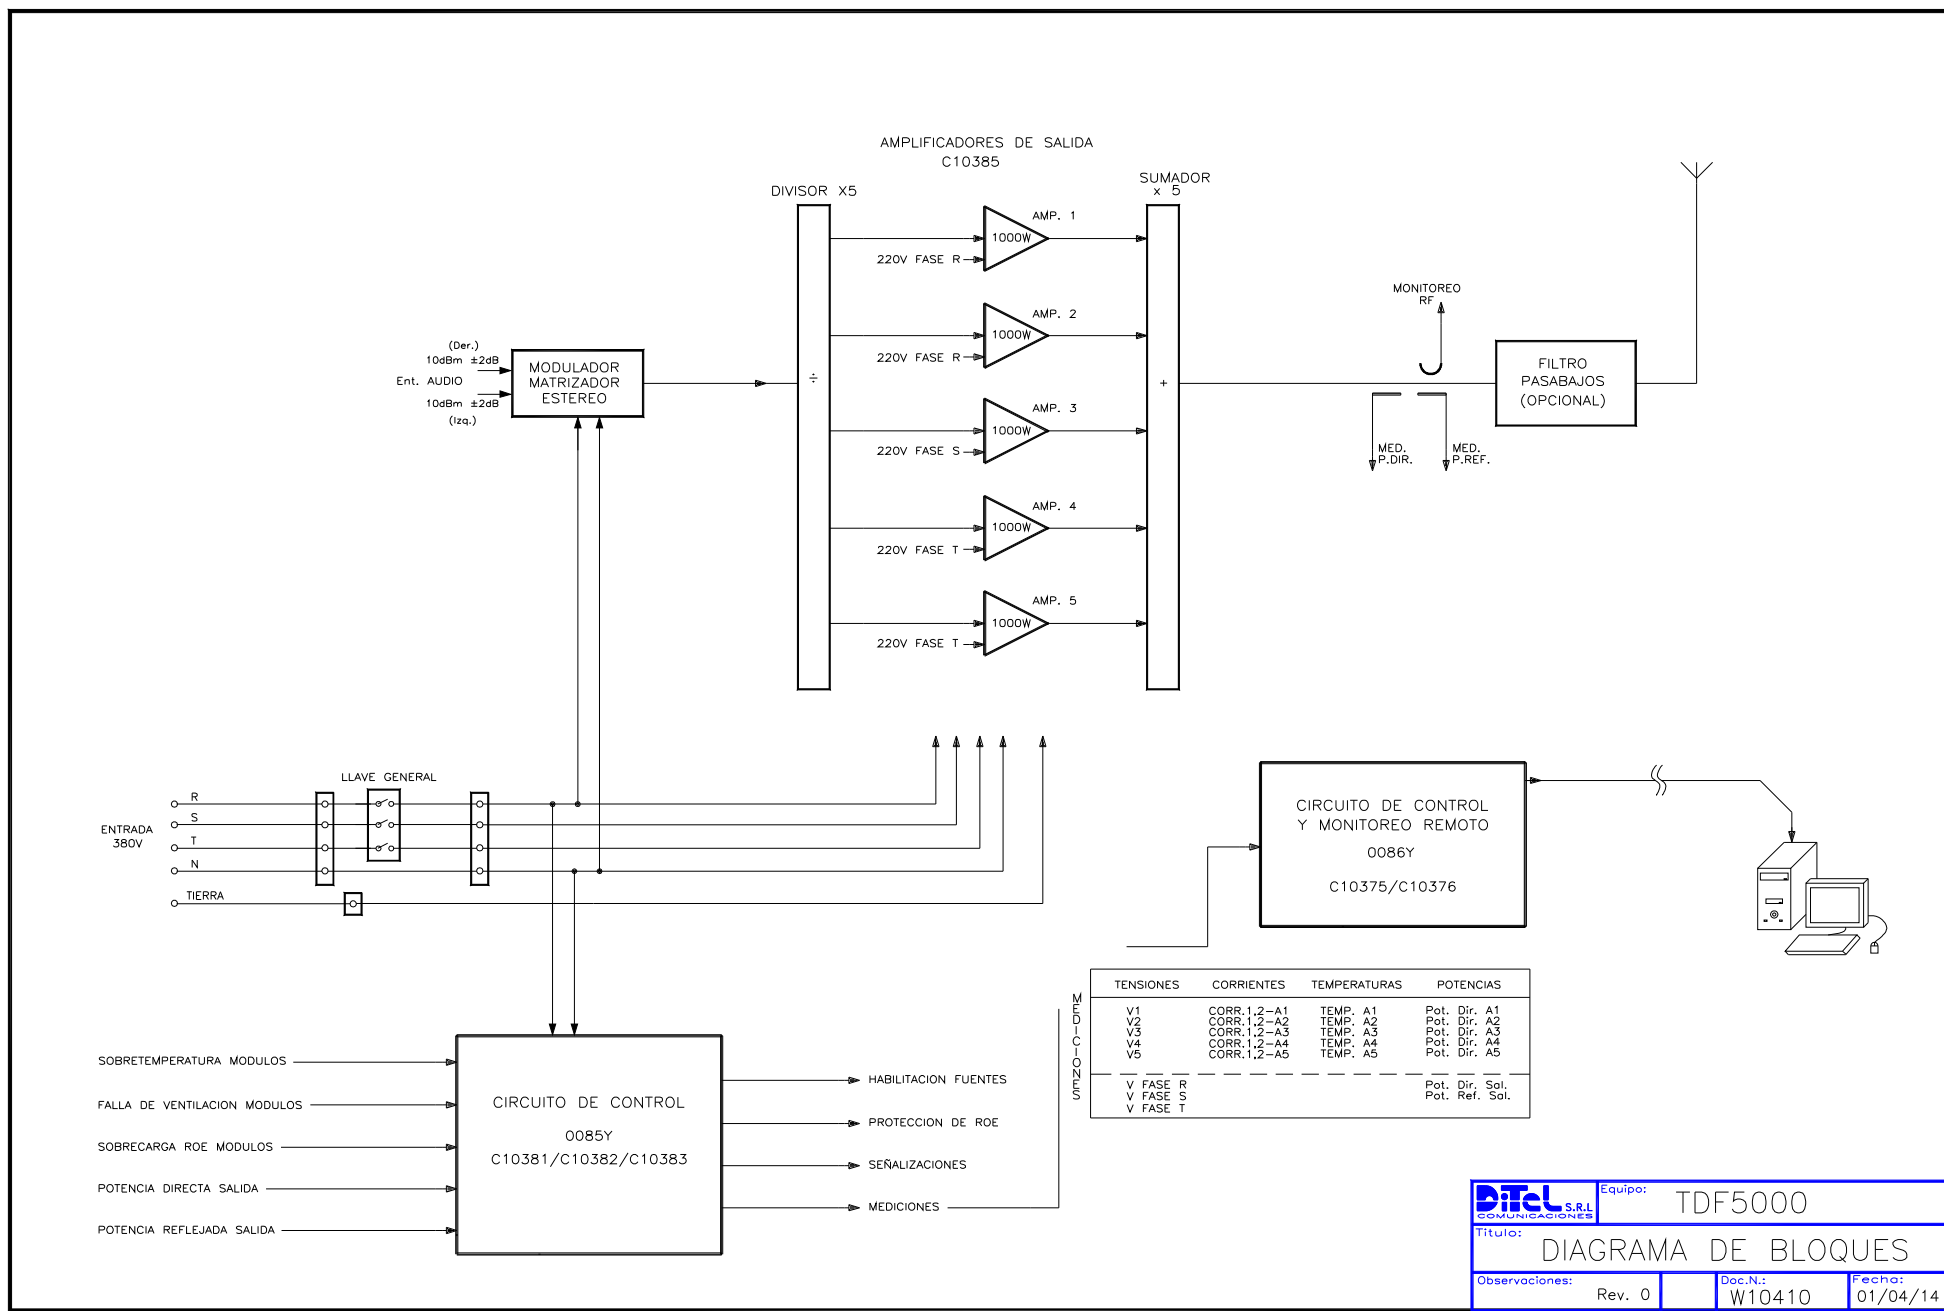 AMPLIFICADORES DE SALIDA
C10385
DIVISOR X5
SUMADOR
x 5
AMP. 1
1000W
220V FASE R
AMP. 2
1000W
220V FASE R
AMP. 3
1000W
220V FASE S
AMP. 4
1000W
220V FASE T
AMP. 5
1000W
220V FASE T
÷
+
(Der.)
10dBm ±2dB
Ent. AUDIO
10dBm ±2dB
(Izq.)
MODULADOR
MATRIZADOR
ESTEREO
MONITOREO
RF
MED.
P.DIR.
MED.
P.REF.
FILTRO
PASABAJOS
(OPCIONAL)
LLAVE GENERAL
ENTRADA
380V
R
S
T
N
TIERRA
CIRCUITO DE CONTROL
Y MONITOREO REMOTO
0086Y
C10375/C10376
MEDICIONES
TENSIONES CORRIENTES TEMPERATURAS POTENCIAS
V1 CORR.1,2-A1 TEMP. A1 Pot. Dir. A1
V2 CORR.1,2-A2 TEMP. A2 Pot. Dir. A2
V3 CORR.1,2-A3 TEMP. A3 Pot. Dir. A3
V4 CORR.1,2-A4 TEMP. A4 Pot. Dir. A4
V5 CORR.1,2-A5 TEMP. A5 Pot. Dir. A5
V FASE R Pot. Dir. Sal.
V FASE S Pot. Ref. Sal.
V FASE T
SOBRETEMPERATURA MODULOS
FALLA DE VENTILACION MODULOS
SOBRECARGA ROE MODULOS
POTENCIA DIRECTA SALIDA
POTENCIA REFLEJADA SALIDA
CIRCUITO DE CONTROL
0085Y
C10381/C10382/C10383
HABILITACION FUENTES
PROTECCION DE ROE
SEÑALIZACIONES
MEDICIONES
DiTel S.R.L
COMUNICACIONES
Equipo: TDF5000
Titulo: DIAGRAMA DE BLOQUES
Observaciones: Rev. 0
Doc.N.: W10410
Fecha: 01/04/14